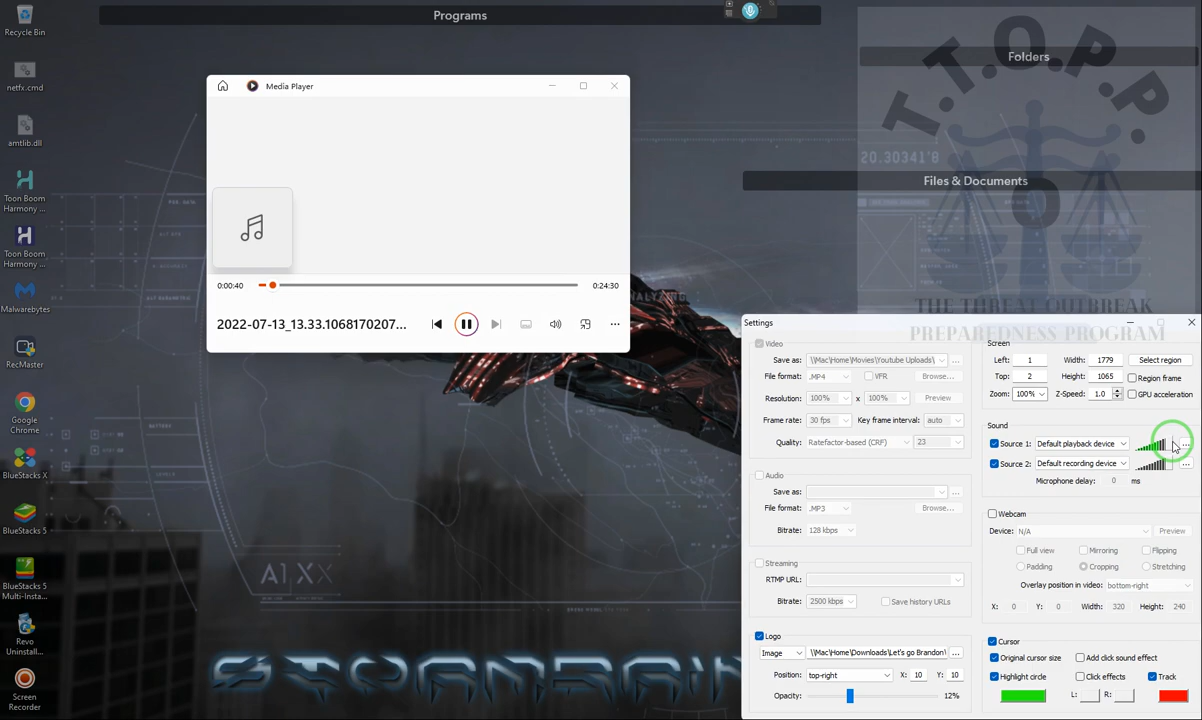 Programs
Recycle Bin
netfx.cmd
amtlib.dll
Toon Boom
Harmony ...
Toon Boom
Harmony ...
Malwarebytes
RecMaster
Google
Chrome
BlueStacks X
BlueStacks 5
BlueStacks 5
Multi-Insta...
Revo
Uninstall...
Screen
Recorder
Media Player
0:00:40
0:24:30
2022-07-13_13.33.1068170207...
T.T.O.P.P
Folders
20.30341'8
Files & Documents
THE THREAT OUTBREAK
PREPAREDNESS PROGRAM
ANALYZING
A1XX
Settings
Video
Save as: \\Mac\Home\Movies\Youtube Uploads\ ...
File format: .MP4 VFR Browse...
Resolution: 100% x 100% Preview
Frame rate: 30 fps Key frame interval: auto
Quality: Ratefactor-based (CRF) 23
Audio
Save as: ...
File format: .MP3 Browse...
Bitrate: 128 kbps
Streaming
RTMP URL:
Bitrate: 2500 kbps Save history URLs
Logo
Image \\Mac\Home\Downloads\Let's go Brandon\ ...
Position: top-right X: 10 Y: 10
Opacity: 12%
Screen
Left: 1 Width: 1779 Select region
Top: 2 Height: 1065 Region frame
Zoom: 100% Z-Speed: 1.0 GPU acceleration
Sound
Source 1: Default playback device ...
Source 2: Default recording device ...
Microphone delay: 0 ms
Webcam
Device: N/A Preview
Full view Mirroring Flipping
Padding Cropping Stretching
Overlay position in video: bottom-right
X: 0 Y: 0 Width: 320 Height: 240
Cursor
Original cursor size Add click sound effect
Highlight circle Click effects Track
L: R: